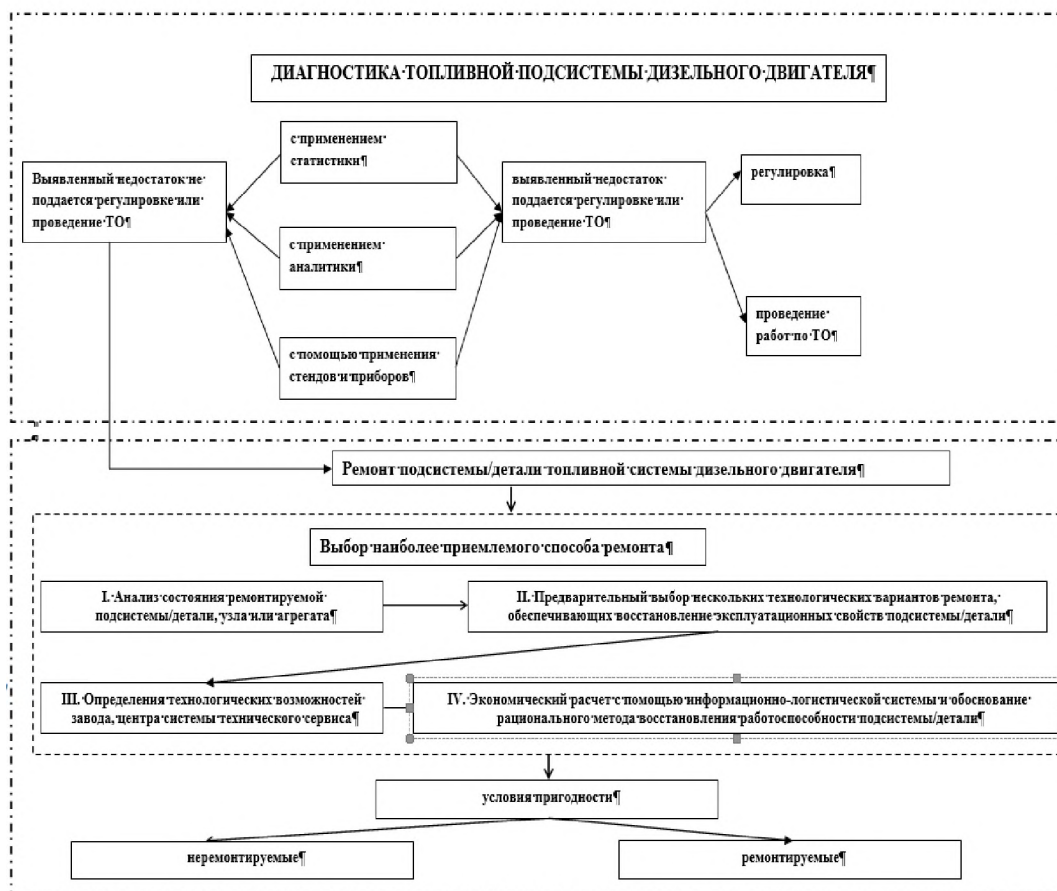 ДИАГНОСТИКА·ТОПЛИВНОЙ·ПОДСИСТЕМЫ·ДИЗЕЛЬНОГО·ДВИГАТЕЛЯ¶
с·применением·
статистики¶
Выявленный·недостаток·не·
поддается·регулировке·или·
проведение·ТО¶
выявленный·недостаток·
поддается·регулировке·или·
проведение·ТО¶
регулировка¶
с·применением·
аналитики¶
проведение·
работ·по·ТО¶
с·помощью·применения·
стендов·и·приборов¶
¶
Ремонт·подсистемы/детали·топливной·системы·дизельного·двигателя¶
Выбор·наиболее·приемлемого·способа·ремонта¶
I.·Анализ·состояния·ремонтируемой·
подсистемы/детали,·узла·или·агрегата¶
II.·Предварительный·выбор·нескольких·технологических·вариантов·ремонта,·
обеспечивающих·восстановление·эксплуатационных·свойств·подсистемы/детали¶
III.·Определения·технологических·возможностей·
завода,·центра·системы·технического·сервиса¶
IV.·Экономический·расчет·с·помощью·информационно-логистической·системы·и·обоснование·
рационального·метода·восстановления·работоспособности·подсистемы/детали¶
условия·пригодности¶
неремонтируемые¶
ремонтируемые¶